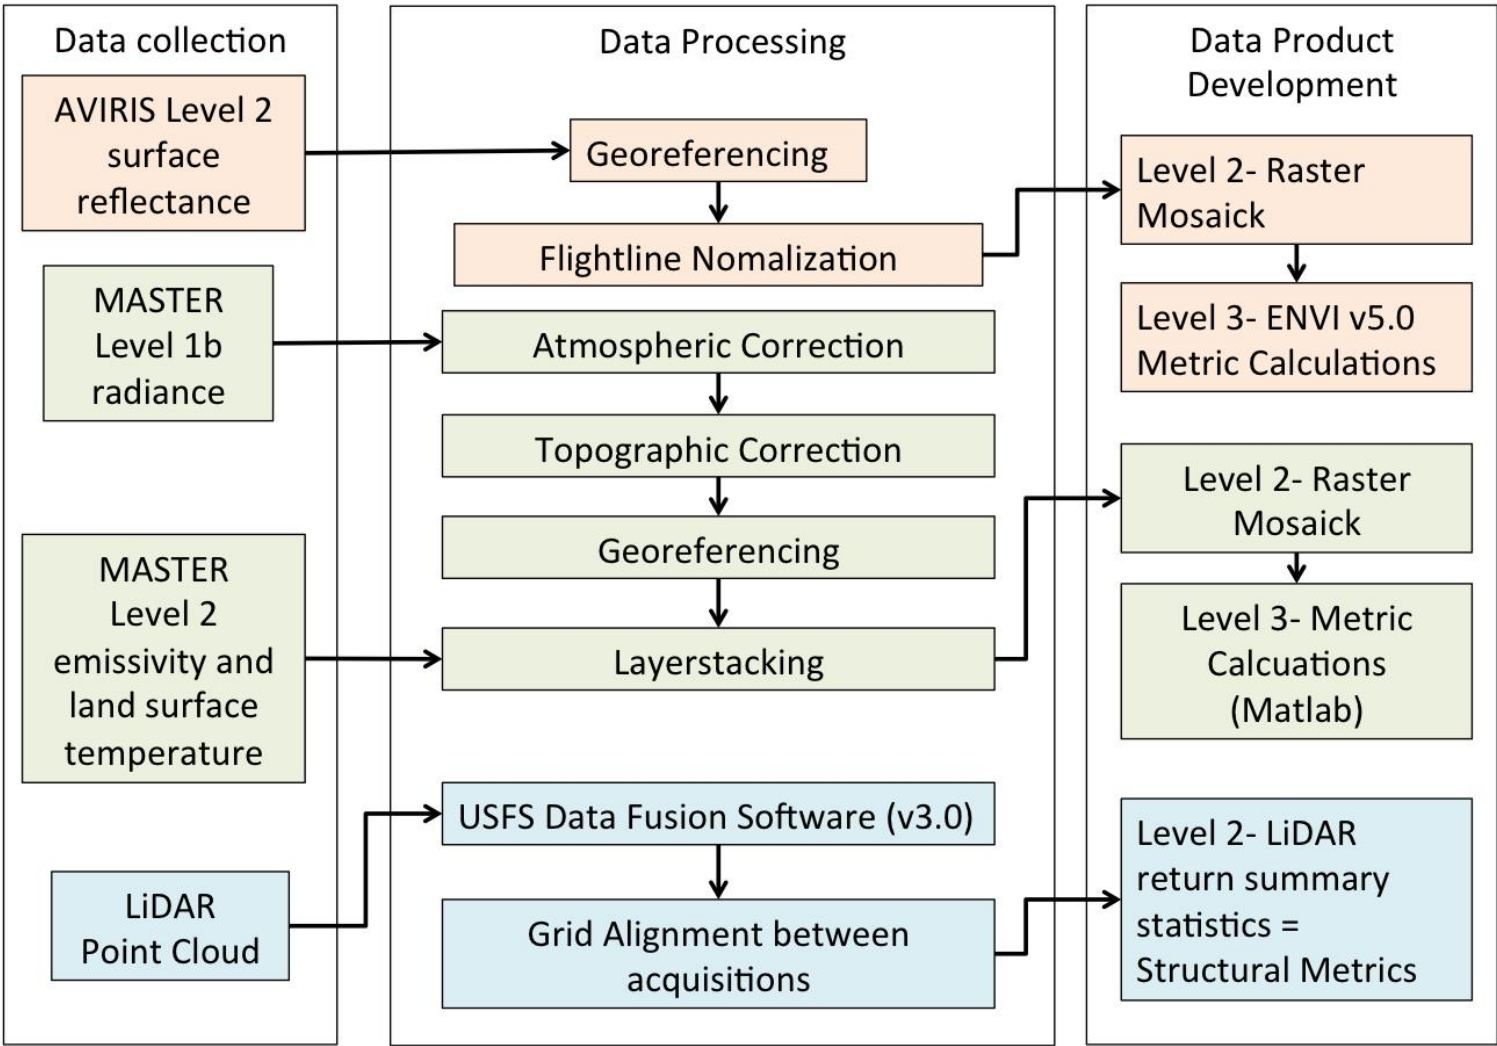 Data collection
AVIRIS Level 2
surface
reflectance
MASTER
Level 1b
radiance
MASTER
Level 2
emissivity and
land surface
temperature
LiDAR
Point Cloud
Data Processing
Georeferencing
Flightline Nomalization
Atmospheric Correction
Topographic Correction
Georeferencing
Layerstacking
USFS Data Fusion Software (v3.0)
Grid Alignment between
acquisitions
Data Product
Development
Level 2- Raster
Mosaick
Level 3- ENVI v5.0
Metric Calculations
Level 2- Raster
Mosaick
Level 3- Metric
Calcuations
(Matlab)
Level 2- LiDAR
return summary
statistics =
Structural Metrics